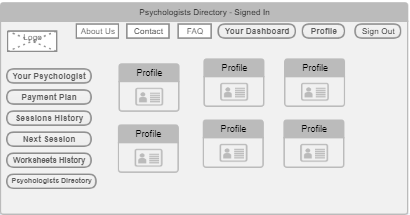 Psychologists Directory - Signed In
Logo
About Us
Contact
FAQ
Your Dashboard
Profile
Sign Out
Your Psychologist
Payment Plan
Sessions History
Next Session
Worksheets History
Psychologists Directory
Profile
Profile
Profile
Profile
Profile
Profile